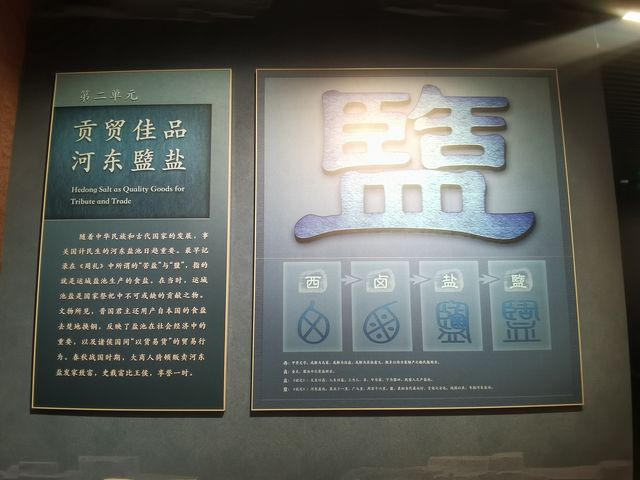 第二单元
贡贸佳品
河东盬盐
Hedong Salt as Quality Goods for
Tribute and Trade
随着中华民族和古代国家的发展，事
关国计民生的河东盐池日趋重要。最早记
录在《周礼》中所谓的“苦盐”与“盬”，指的
就是运城盐池生产的食盐。在当时，运城
池盐是国家祭祀中不可或缺的贡献之物。
文物所见，晋国君主还用产自本国的食盐
去楚地换铜，反映了盐池在社会经济中的
重要，以及诸侯国间“以货易货”的贸易
行为。春秋战国时期，大商人猗顿贩卖河东
盐发家致富，史载富比王侯，享誉一时。
盬
西
卤
盐
盬